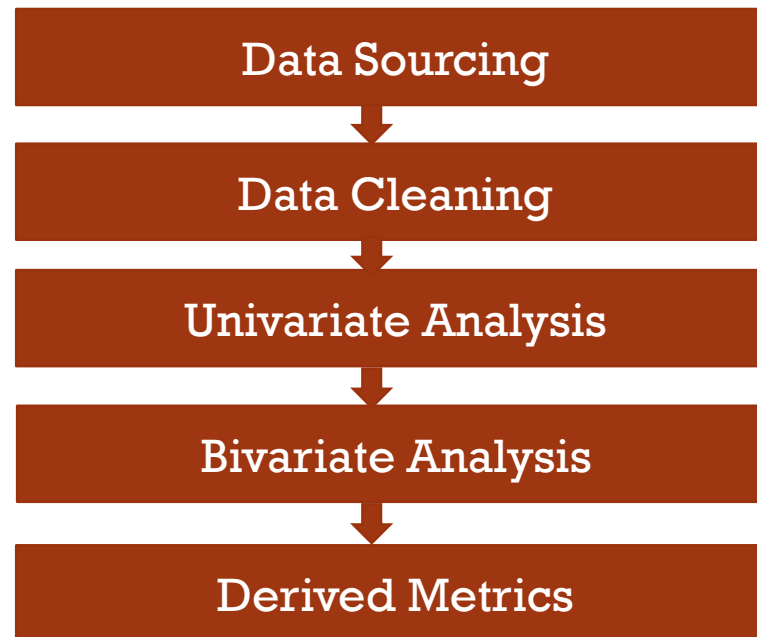 Data Sourcing
Data Cleaning
Univariate Analysis
Bivariate Analysis
Derived Metrics